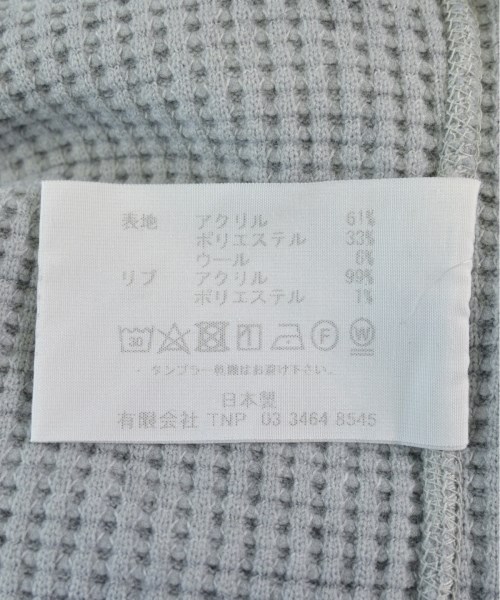 表地 アクリル 61%
ポリエステル 33%
ウール 6%
リブ アクリル 99%
ポリエステル 1%
30 F W
・タンブラー乾燥はお避け下さい。
日本製
有限会社 TNP 03 3464 8545